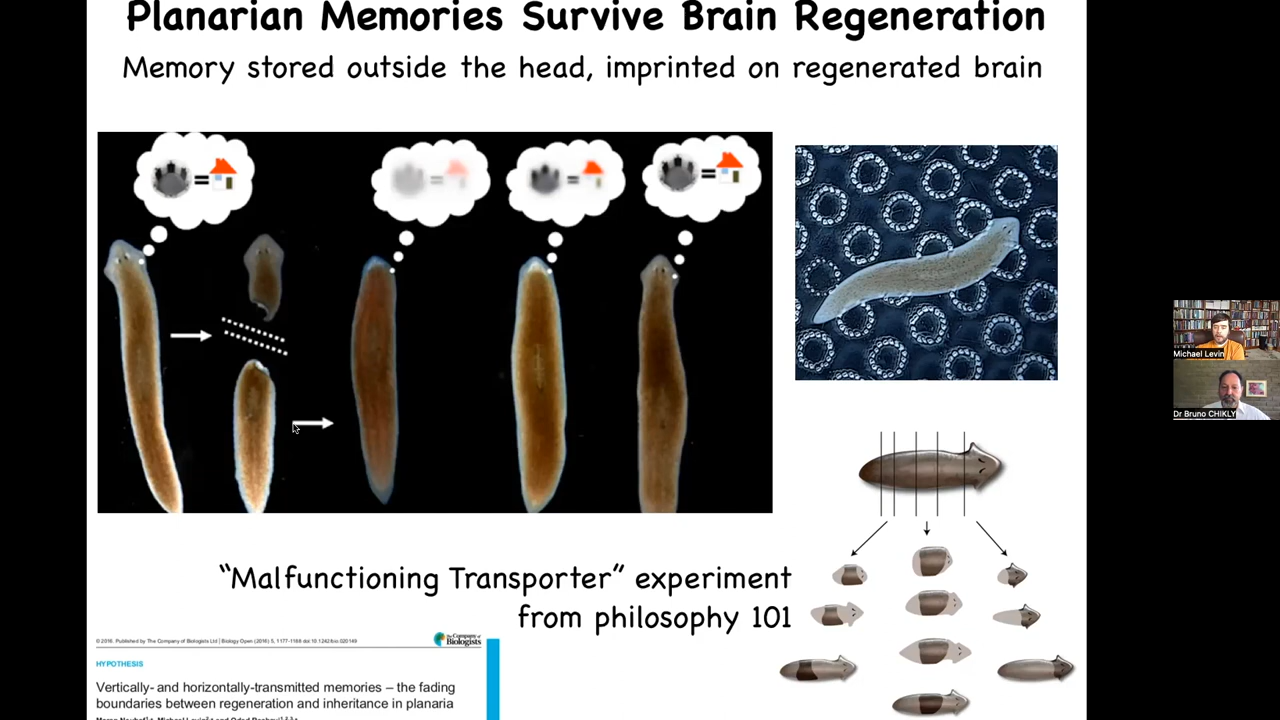 Planarian Memories Survive Brain Regeneration
Memory stored outside the head, imprinted on regenerated brain
=
=
=
=
"Malfunctioning Transporter" experiment
from philosophy 101
© 2016. Published by The Company of Biologists Ltd | Biology Open (2016) 5, 1177-1188 doi:10.1242/bio.020149
The Company of
Biologists
HYPOTHESIS
Vertically- and horizontally-transmitted memories – the fading
boundaries between regeneration and inheritance in planaria
Michael Levin
Dr Bruno CHIKLY